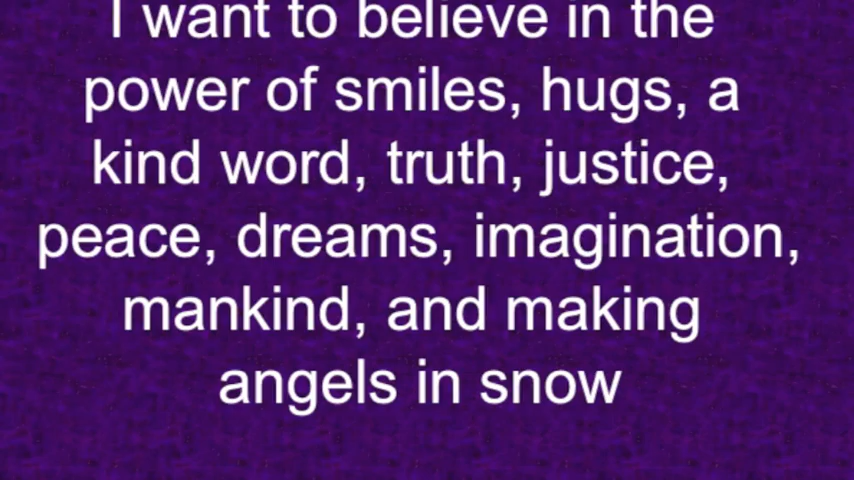 I want to believe in the
power of smiles, hugs, a
kind word, truth, justice,
peace, dreams, imagination,
mankind, and making
angels in snow